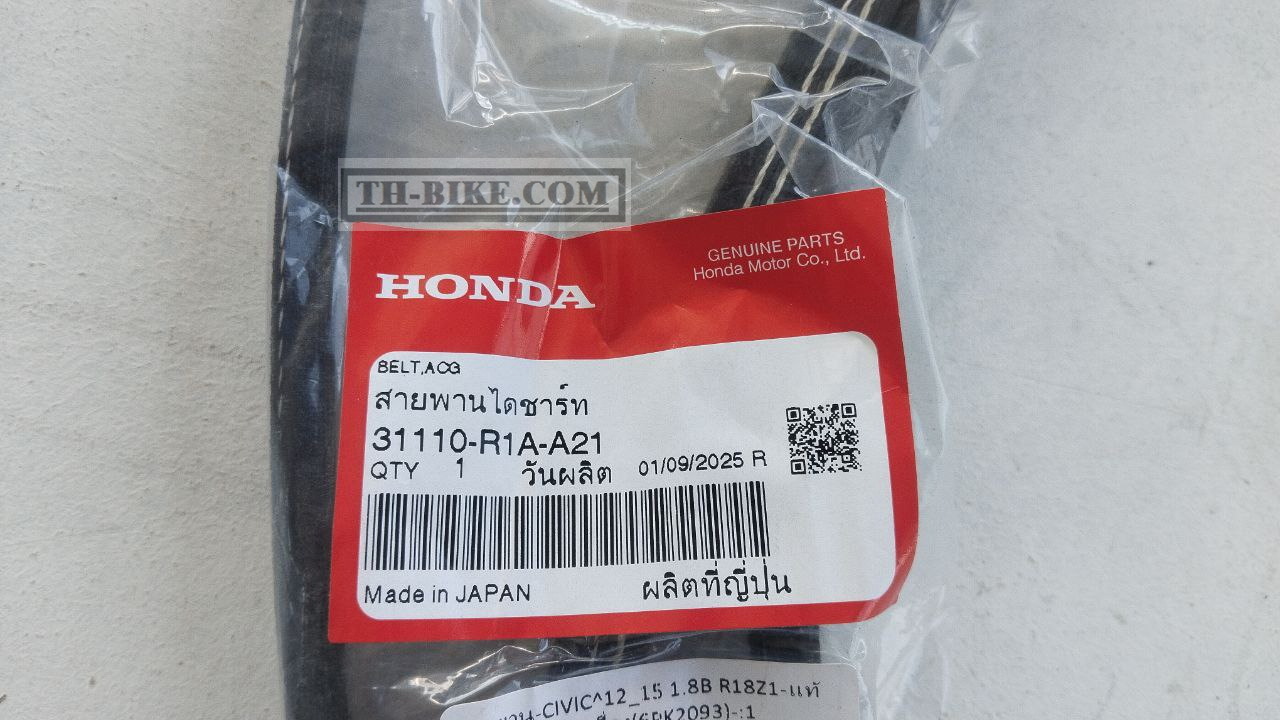 TH-BIKE.COM
GENUINE PARTS
Honda Motor Co., Ltd.
HONDA
BELT,ACG
สายพานไดชาร์ท
31110-R1A-A21
QTY 1 วันผลิต 01/09/2025 R
Made in JAPAN ผลิตที่ญี่ปุ่น
-CIVIC^12_15 1.8B R18Z1-แท้
(6PK2093)-:1